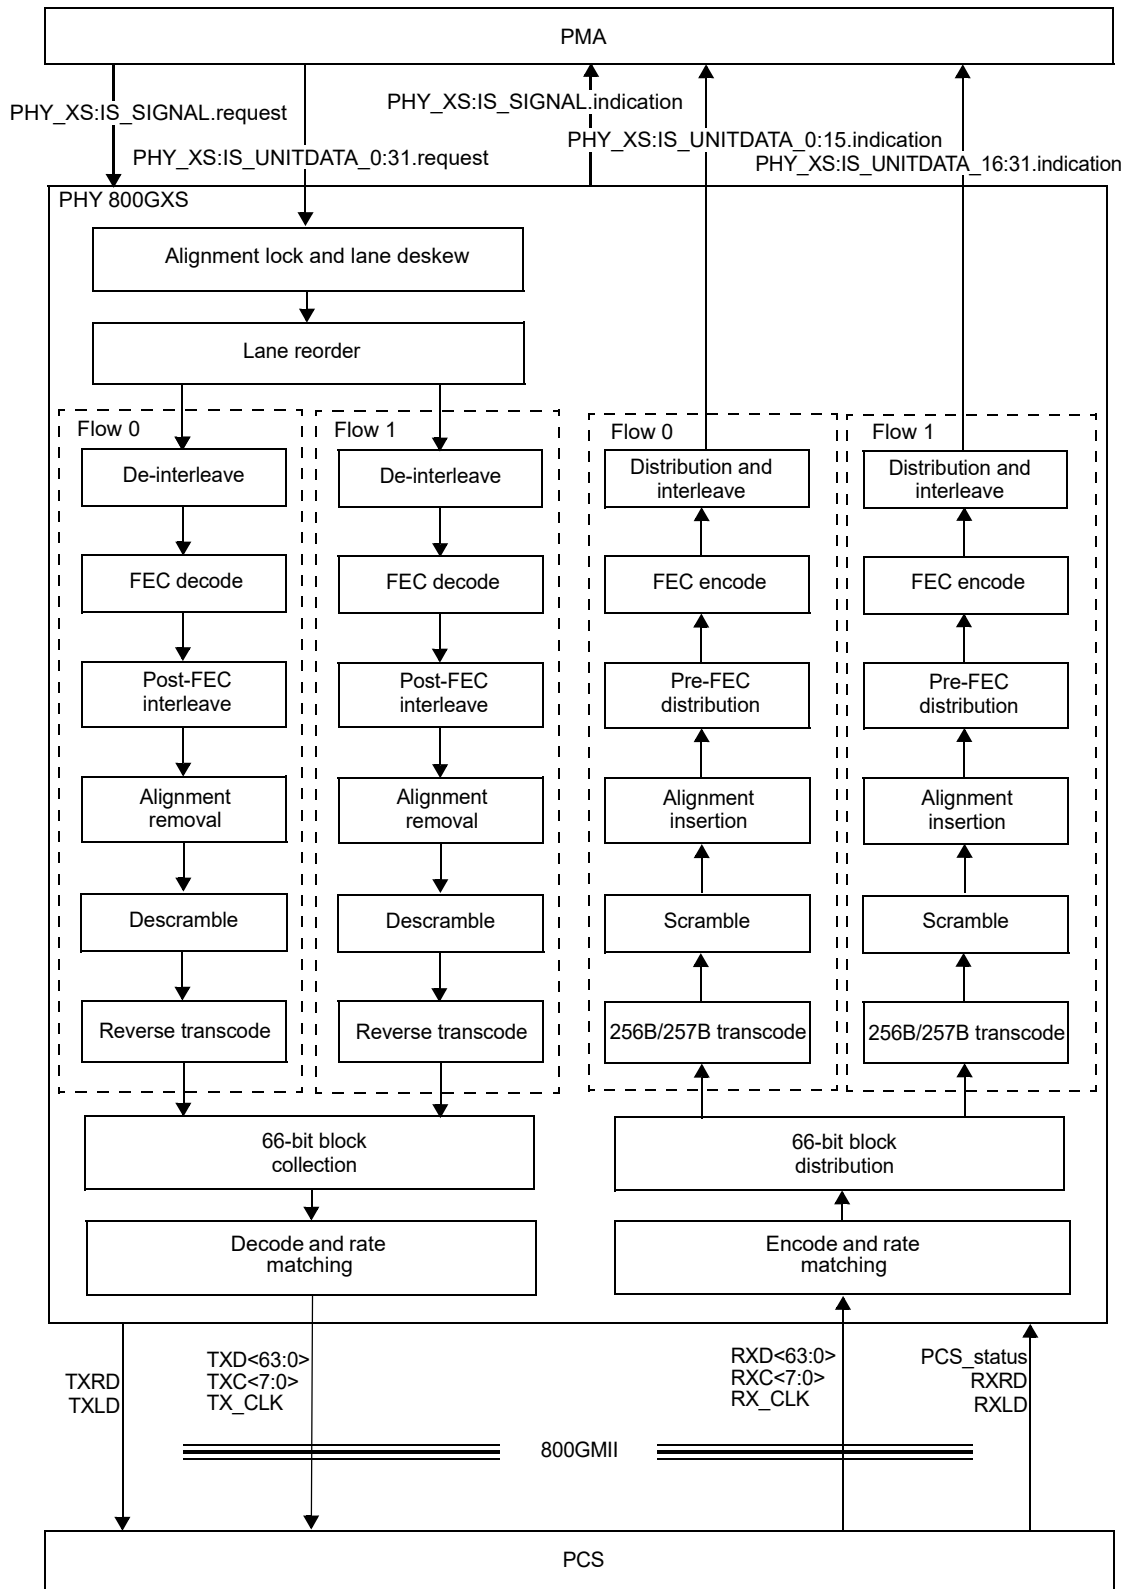 PMA
PHY_XS:IS_SIGNAL.request
PHY_XS:IS_UNITDATA_0:31.request
PHY_XS:IS_SIGNAL.indication
PHY_XS:IS_UNITDATA_0:15.indication
PHY_XS:IS_UNITDATA_16:31.indication
PHY 800GXS
Alignment lock and lane deskew
Lane reorder
Flow 0
De-interleave
FEC decode
Post-FEC
interleave
Alignment
removal
Descramble
Reverse transcode
Flow 1
De-interleave
FEC decode
Post-FEC
interleave
Alignment
removal
Descramble
Reverse transcode
66-bit block
collection
Decode and rate
matching
Flow 0
Distribution and
interleave
FEC encode
Pre-FEC
distribution
Alignment
insertion
Scramble
256B/257B transcode
Flow 1
Distribution and
interleave
FEC encode
Pre-FEC
distribution
Alignment
insertion
Scramble
256B/257B transcode
66-bit block
distribution
Encode and rate
matching
TXRD
TXLD
TXD<63:0>
TXC<7:0>
TX_CLK
RXD<63:0>
RXC<7:0>
RX_CLK
PCS_status
RXRD
RXLD
800GMII
PCS